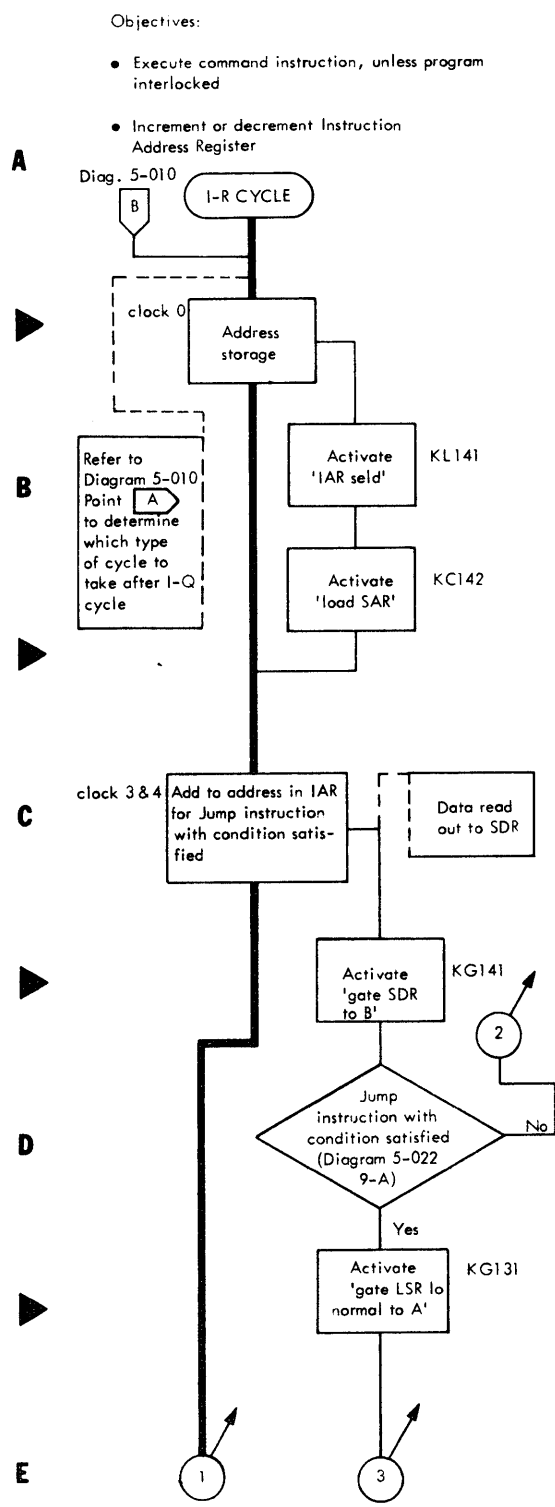 Objectives:
• Execute command instruction, unless program
interlocked
• Increment or decrement Instruction
Address Register
A
Diag. 5-010
B
I-R CYCLE
clock 0
Address
storage
B
Refer to
Diagram 5-010
Point A
to determine
which type
of cycle to
take after I-Q
cycle
Activate
'IAR seld'
KL141
Activate
'load SAR'
KC142
C
clock 3 & 4
Add to address in IAR
for Jump instruction
with condition satis-
fied
Data read
out to SDR
Activate
'gate SDR
to B'
KG141
2
D
Jump
instruction with
condition satisfied
(Diagram 5-022
9-A)
No
Yes
Activate
'gate LSR lo
normal to A'
KG131
E
1
3